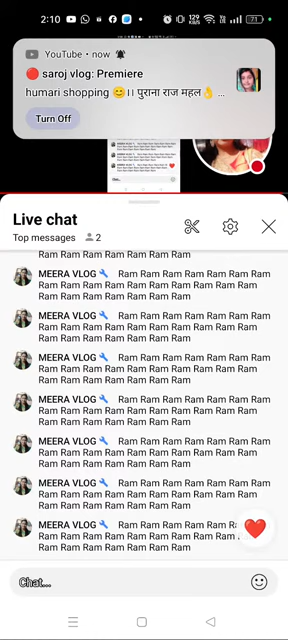 2:10
129 KB/S
71
YouTube • now
🔴 saroj vlog: Premiere
humari shopping 😊।। पुराना राज महल👌 ...
Turn Off
Live chat
Top messages 2
Ram Ram Ram Ram Ram Ram Ram
MEERA VLOG 🔧 Ram Ram Ram Ram Ram Ram
Ram Ram Ram Ram Ram Ram Ram Ram Ram
Ram Ram Ram Ram Ram Ram Ram
MEERA VLOG 🔧 Ram Ram Ram Ram Ram Ram
Ram Ram Ram Ram Ram Ram Ram Ram Ram
Ram Ram Ram Ram Ram Ram Ram
MEERA VLOG 🔧 Ram Ram Ram Ram Ram Ram
Ram Ram Ram Ram Ram Ram Ram Ram Ram
Ram Ram Ram Ram Ram Ram Ram
MEERA VLOG 🔧 Ram Ram Ram Ram Ram Ram
Ram Ram Ram Ram Ram Ram Ram Ram Ram
Ram Ram Ram Ram Ram Ram Ram
MEERA VLOG 🔧 Ram Ram Ram Ram Ram Ram
Ram Ram Ram Ram Ram Ram Ram Ram Ram
Ram Ram Ram Ram Ram Ram Ram
MEERA VLOG 🔧 Ram Ram Ram Ram Ram Ram
Ram Ram Ram Ram Ram Ram Ram Ram Ram
Ram Ram Ram Ram Ram Ram Ram
MEERA VLOG 🔧 Ram Ram Ram Ram
Ram Ram Ram Ram Ram Ram Ram Ram
Ram Ram Ram Ram Ram Ram Ram
Chat...